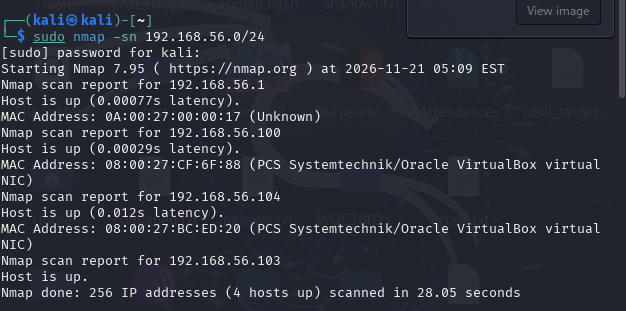 View image
┌──(kali㉿kali)-[~]
└─$ sudo nmap -sn 192.168.56.0/24
[sudo] password for kali:
Starting Nmap 7.95 ( https://nmap.org ) at 2026-11-21 05:09 EST
Nmap scan report for 192.168.56.1
Host is up (0.00077s latency).
MAC Address: 0A:00:27:00:00:17 (Unknown)
Nmap scan report for 192.168.56.100
Host is up (0.00029s latency).
MAC Address: 08:00:27:CF:6F:88 (PCS Systemtechnik/Oracle VirtualBox virtual
NIC)
Nmap scan report for 192.168.56.104
Host is up (0.012s latency).
MAC Address: 08:00:27:BC:ED:20 (PCS Systemtechnik/Oracle VirtualBox virtual
NIC)
Nmap scan report for 192.168.56.103
Host is up.
Nmap done: 256 IP addresses (4 hosts up) scanned in 28.05 seconds